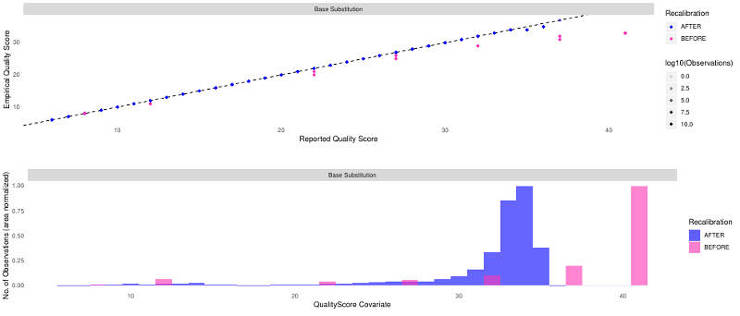 Base Substitution
Empirical Quality Score
30
20
10
10
20
30
40
Reported Quality Score
Recalibration
AFTER
BEFORE
log10(Observations)
0.0
2.5
5.0
7.5
10.0
Base Substitution
No. of Observations (area normalized)
1.00
0.75
0.50
0.25
0.00
10
20
30
40
QualityScore Covariate
Recalibration
AFTER
BEFORE